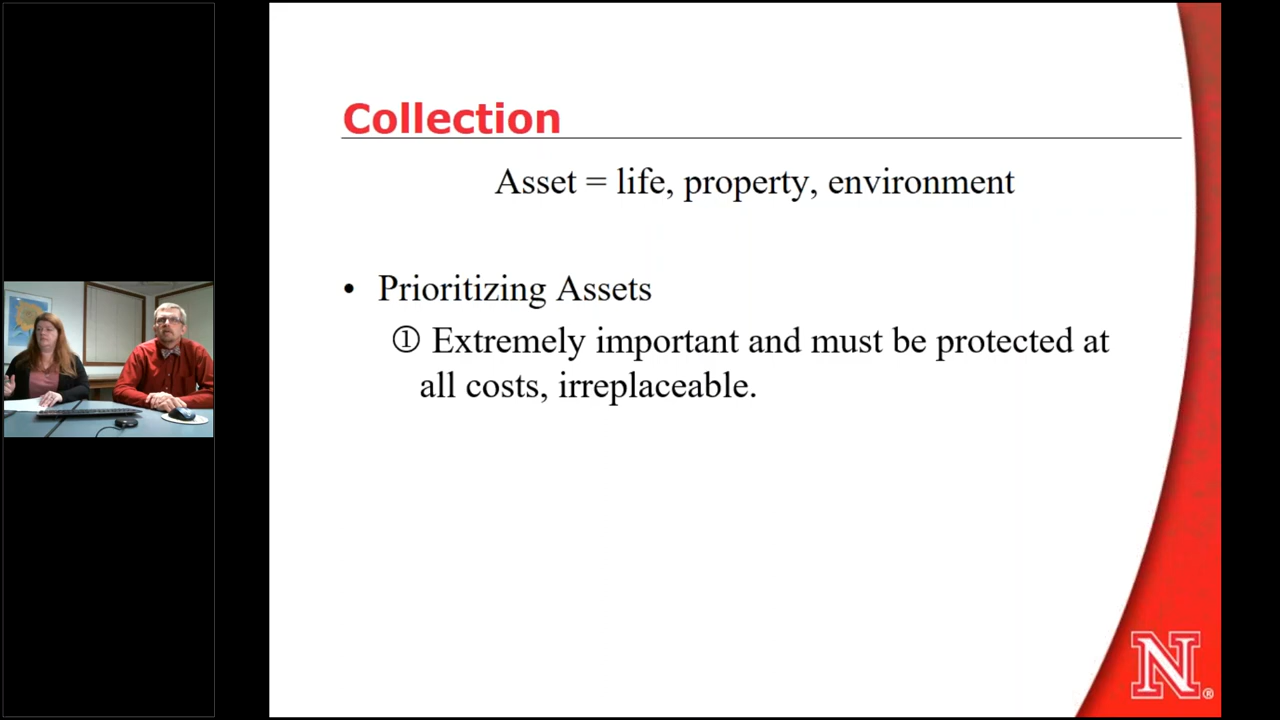 Collection
Asset = life, property, environment
• Prioritizing Assets
① Extremely important and must be protected at
all costs, irreplaceable.
N®